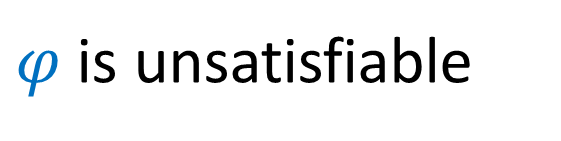 φ is unsatisfiable